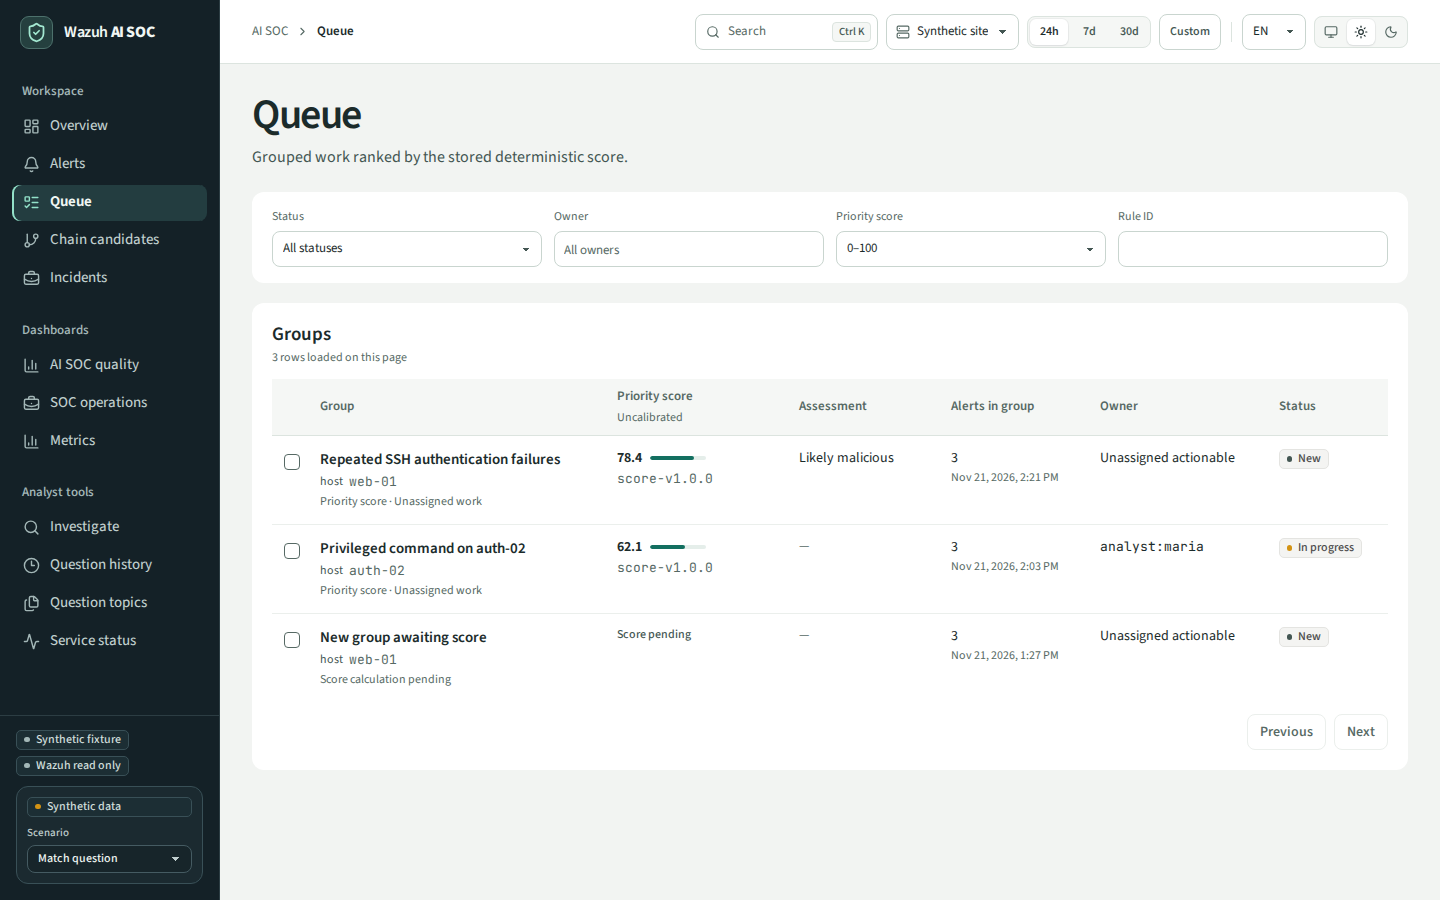 Wazuh AI SOC
Workspace
Overview
Alerts
Queue
Chain candidates
Incidents
Dashboards
AI SOC quality
SOC operations
Metrics
Analyst tools
Investigate
Question history
Question topics
Service status
Synthetic fixture
Wazuh read only
Synthetic data
Scenario
Match question
AI SOC > Queue
Search Ctrl K
Synthetic site
24h 7d 30d
Custom
EN
Queue
Grouped work ranked by the stored deterministic score.
Status Owner Priority score Rule ID
All statuses All owners 0–100
Groups
3 rows loaded on this page
Group Priority score Assessment Alerts in group Owner Status
Uncalibrated
Repeated SSH authentication failures 78.4 Likely malicious 3 Unassigned actionable New
host web-01 score-v1.0.0 Nov 21, 2026, 2:21 PM
Priority score · Unassigned work
Privileged command on auth-02 62.1 — 3 analyst:maria In progress
host auth-02 score-v1.0.0 Nov 21, 2026, 2:03 PM
Priority score · Unassigned work
New group awaiting score Score pending — 3 Unassigned actionable New
host web-01 Nov 21, 2026, 1:27 PM
Score calculation pending
Previous Next